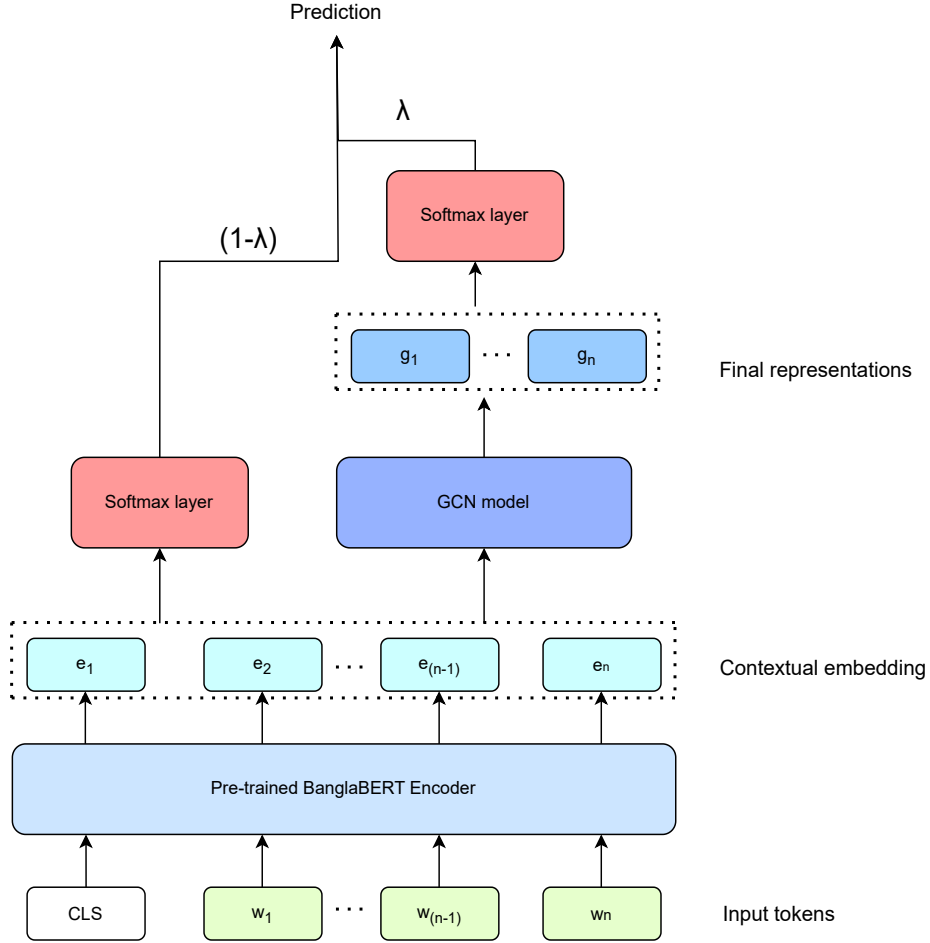 Prediction
λ
Softmax layer
(1-λ)
g1 ... gn
Final representations
Softmax layer
GCN model
e1 e2 ... e(n-1) en
Contextual embedding
Pre-trained BanglaBERT Encoder
CLS w1 ... w(n-1) wn
Input tokens